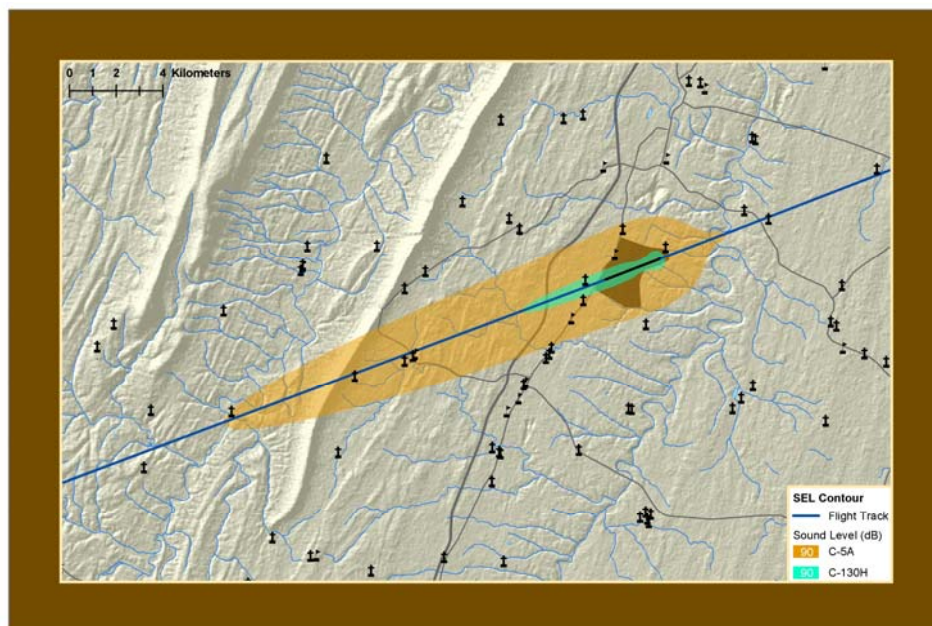 0 1 2 4 Kilometers
SEL Contour
Flight Track
Sound Level (dB)
90 C-5A
90 C-130H